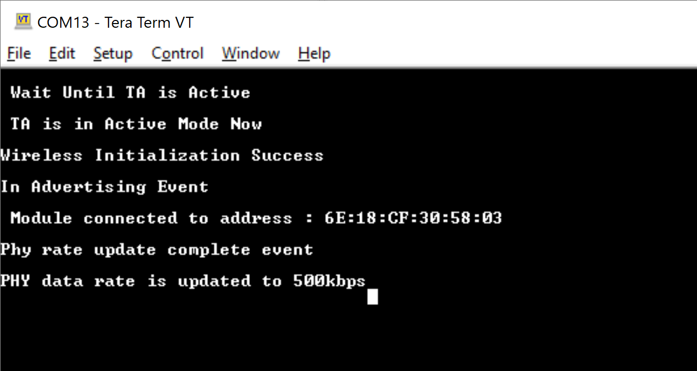 VT
COM13 - Tera Term VT
File Edit Setup Control Window Help
Wait Until TA is Active
TA is in Active Mode Now
Wireless Initialization Success
In Advertising Event
Module connected to address : 6E:18:CF:30:58:03
Phy rate update complete event
PHY data rate is updated to 500kbps